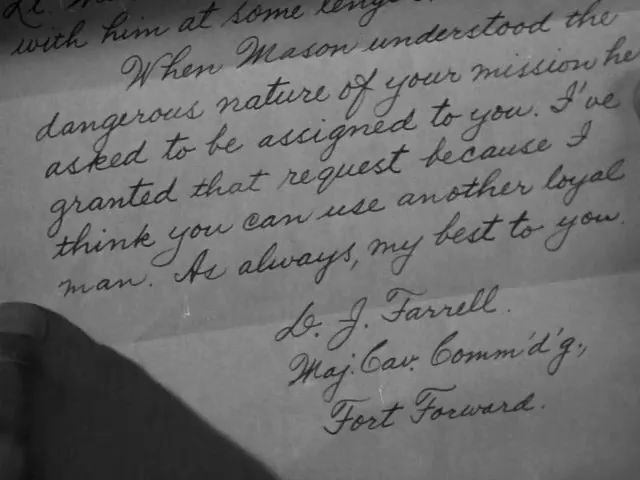 with him at some
When Mason understood the
dangerous nature of your mission he
asked to be assigned to you. I've
granted that request because I
think you can use another loyal
man. As always, my best to you.
D. J. Farrell.
Maj. Cav. Comm'd'g.,
Fort Forward.